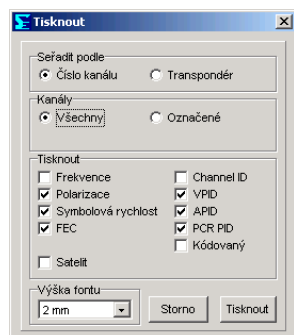 Tisknout
Seřadit podle
Číslo kanálu Transpondér
Kanály
Všechny Označené
Tisknout
Frekvence Channel ID
Polarizace VPID
Symbolová rychlost APID
FEC PCR PID
Kódovaný
Satelit
Výška fontu
2 mm Storno Tisknout